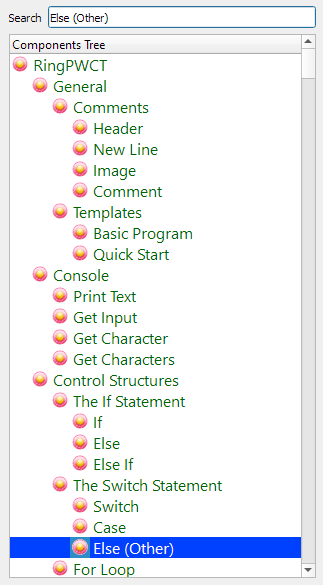 Search Else (Other)
Components Tree
RingPWCT
General
Comments
Header
New Line
Image
Comment
Templates
Basic Program
Quick Start
Console
Print Text
Get Input
Get Character
Get Characters
Control Structures
The If Statement
If
Else
Else If
The Switch Statement
Switch
Case
Else (Other)
For Loop